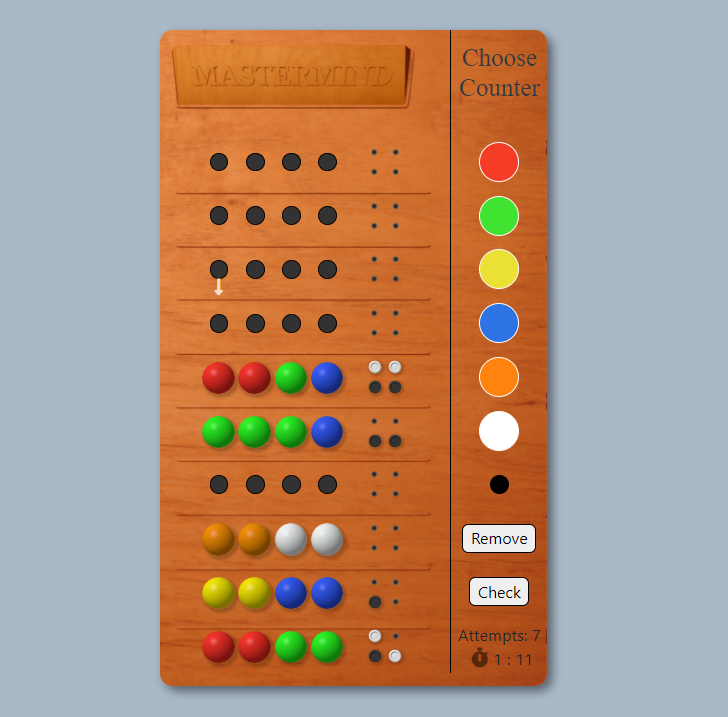 MASTERMIND
Choose
Counter
Remove
Check
Attempts: 7
1 : 11